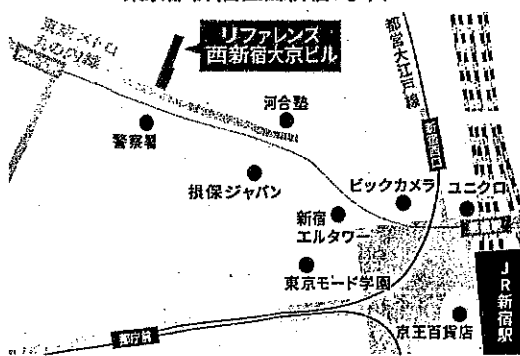 リファレンス
西新宿大京ビル
東京メトロ
丸の内線
都営大江戸線
新宿西口
河合塾
警察署
損保ジャパン
ビックカメラ
ユニクロ
新宿
エルタワー
東京モード学園
JR新宿駅
京王百貨店
都庁前